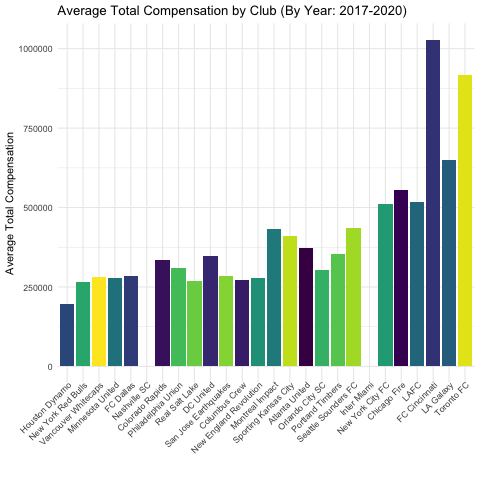 Average Total Compensation by Club (By Year: 2017-2020)
Average Total Compensation
1000000
750000
500000
250000
0
Houston Dynamo
New York Red Bulls
Vancouver Whitecaps
Minnesota United
FC Dallas
Nashville SC
Colorado Rapids
Philadelphia Union
Real Salt Lake
DC United
San Jose Earthquakes
Columbus Crew
New England Revolution
Montreal Impact
Sporting Kansas City
Atlanta United
Orlando City SC
Portland Timbers
Seattle Sounders FC
Inter Miami
New York City FC
Chicago Fire
LAFC
FC Cincinnati
LA Galaxy
Toronto FC